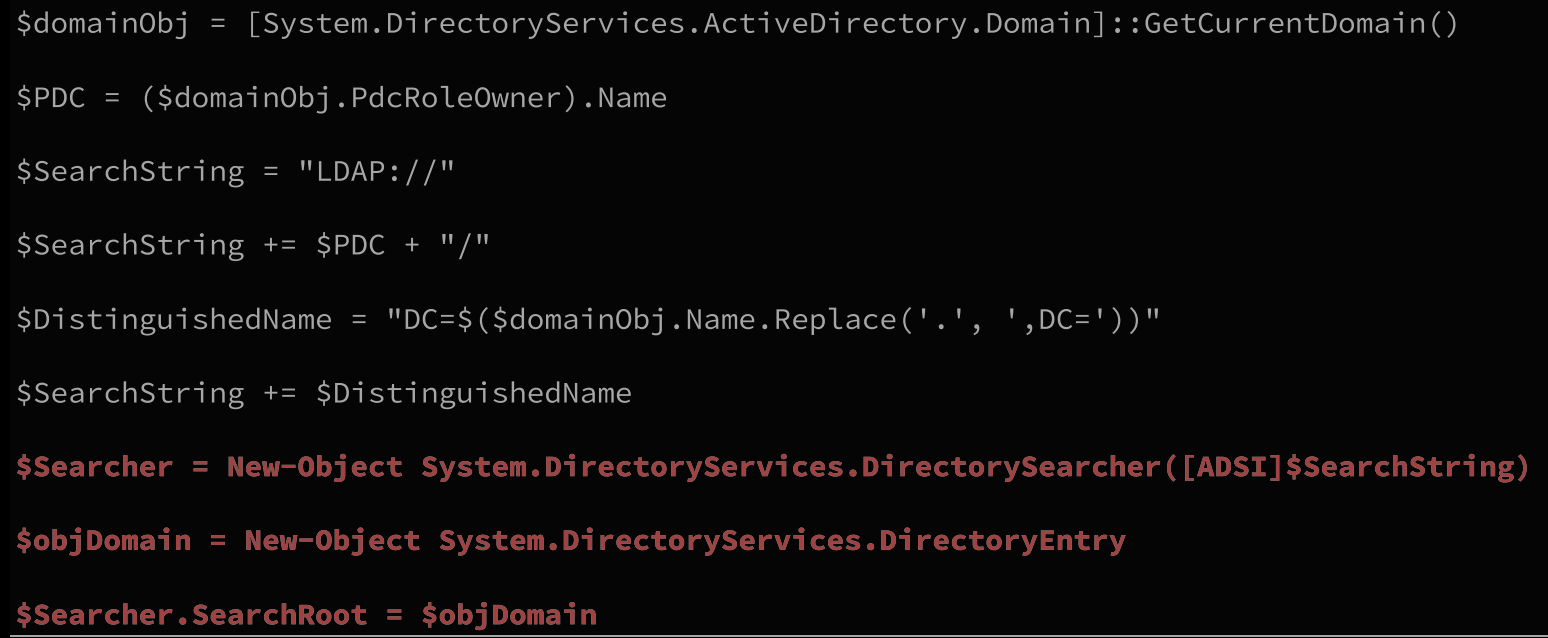 $domainObj = [System.DirectoryServices.ActiveDirectory.Domain]::GetCurrentDomain()
$PDC = ($domainObj.PdcRoleOwner).Name
$SearchString = "LDAP://"
$SearchString += $PDC + "/"
$DistinguishedName = "DC=$($domainObj.Name.Replace('.', ',DC='))"
$SearchString += $DistinguishedName
$Searcher = New-Object System.DirectoryServices.DirectorySearcher([ADSI]$SearchString)
$objDomain = New-Object System.DirectoryServices.DirectoryEntry
$Searcher.SearchRoot = $objDomain